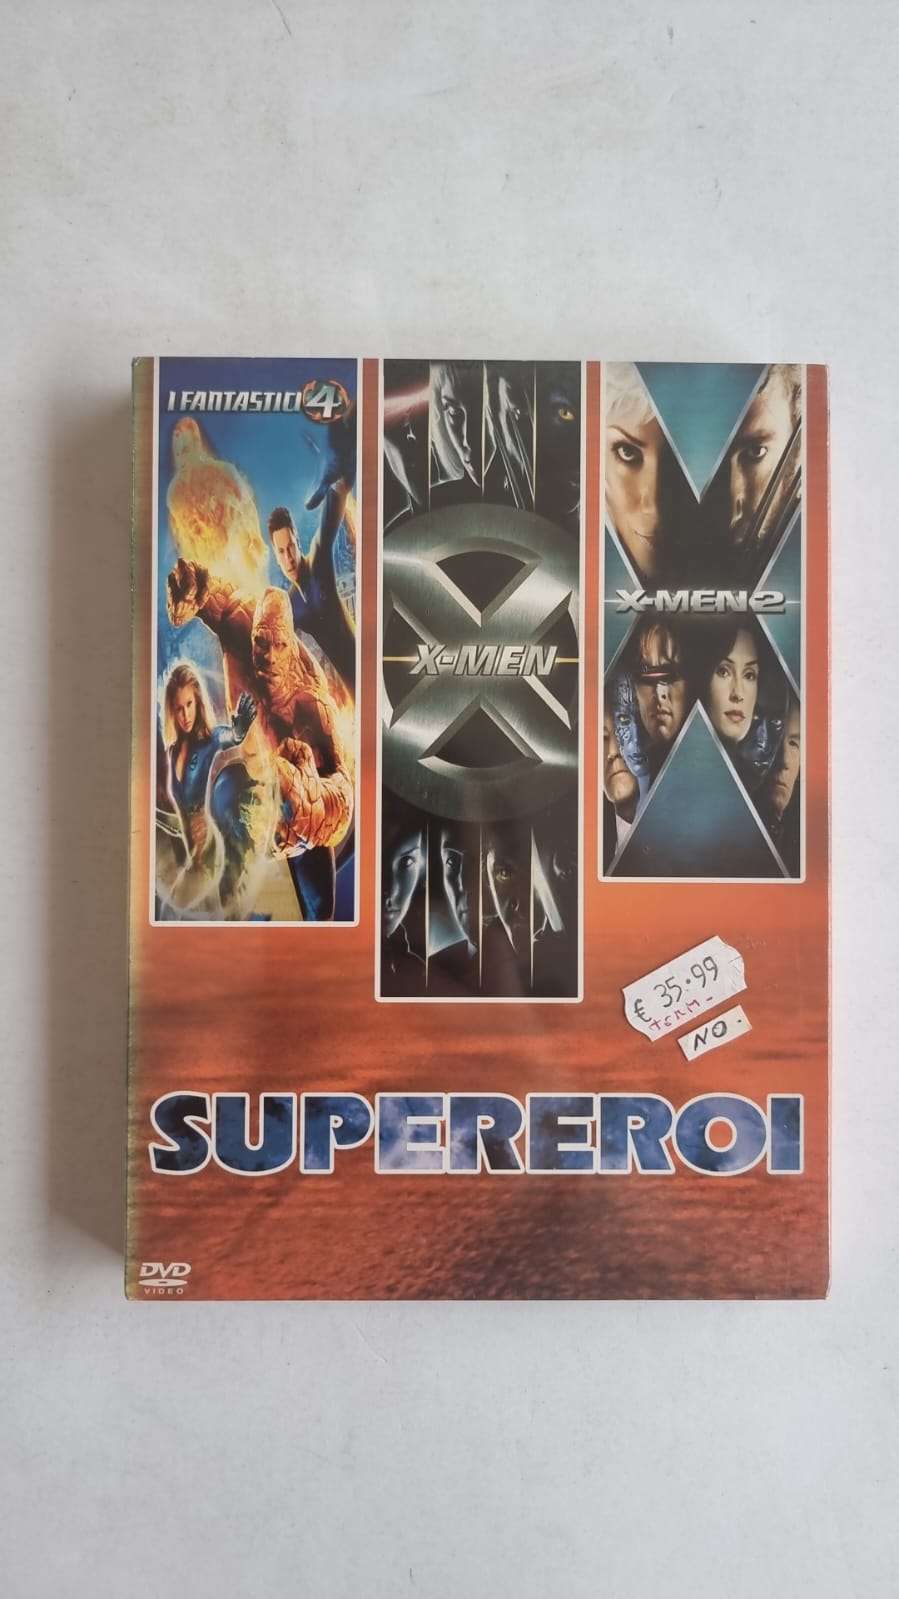 I FANTASTICI 4
X-MEN
X-MEN 2
€ 35.99
NO.
SUPEREROI
DVD
VIDEO